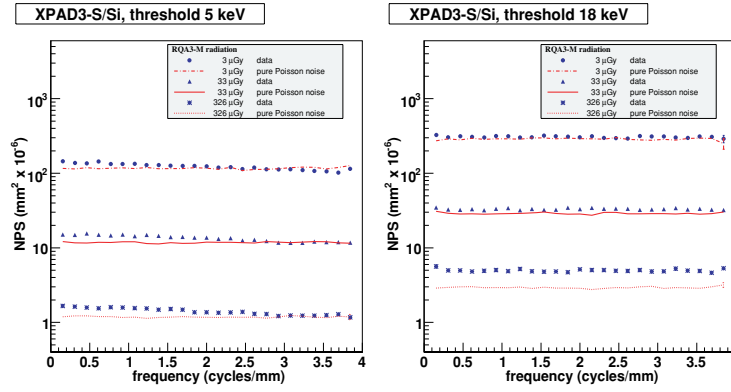 XPAD3-S/Si, threshold 5 keV
RQA3-M radiation
3 μGy data
3 μGy pure Poisson noise
33 μGy data
33 μGy pure Poisson noise
326 μGy data
326 μGy pure Poisson noise
NPS (mm² x 10⁻⁶)
10³
10²
10
1
0 0.5 1 1.5 2 2.5 3 3.5 4
frequency (cycles/mm)
XPAD3-S/Si, threshold 18 keV
RQA3-M radiation
3 μGy data
3 μGy pure Poisson noise
33 μGy data
33 μGy pure Poisson noise
326 μGy data
326 μGy pure Poisson noise
NPS (mm² x 10⁻⁶)
10³
10²
10
1
0 0.5 1 1.5 2 2.5 3 3.5
frequency (cycles/mm)